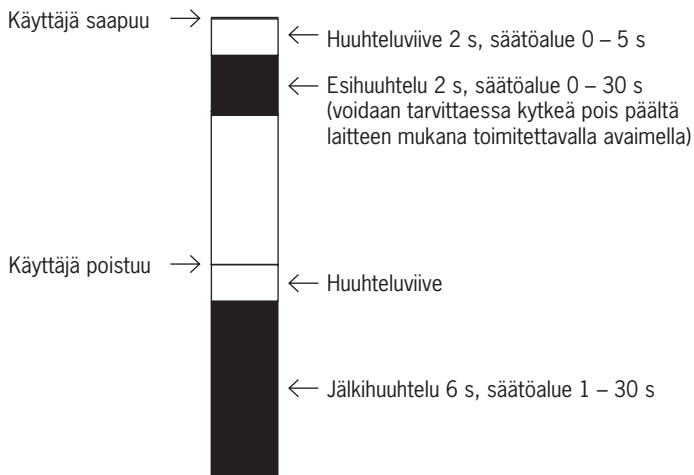 Käyttäjä saapuu
Huuhteluviive 2 s, säätöalue 0 – 5 s
Esihuuhtelu 2 s, säätöalue 0 – 30 s
(voidaan tarvittaessa kytkeä pois päältä
laitteen mukana toimitettavalla avaimella)
Käyttäjä poistuu
Huuhteluviive
Jälkihuuhtelu 6 s, säätöalue 1 – 30 s